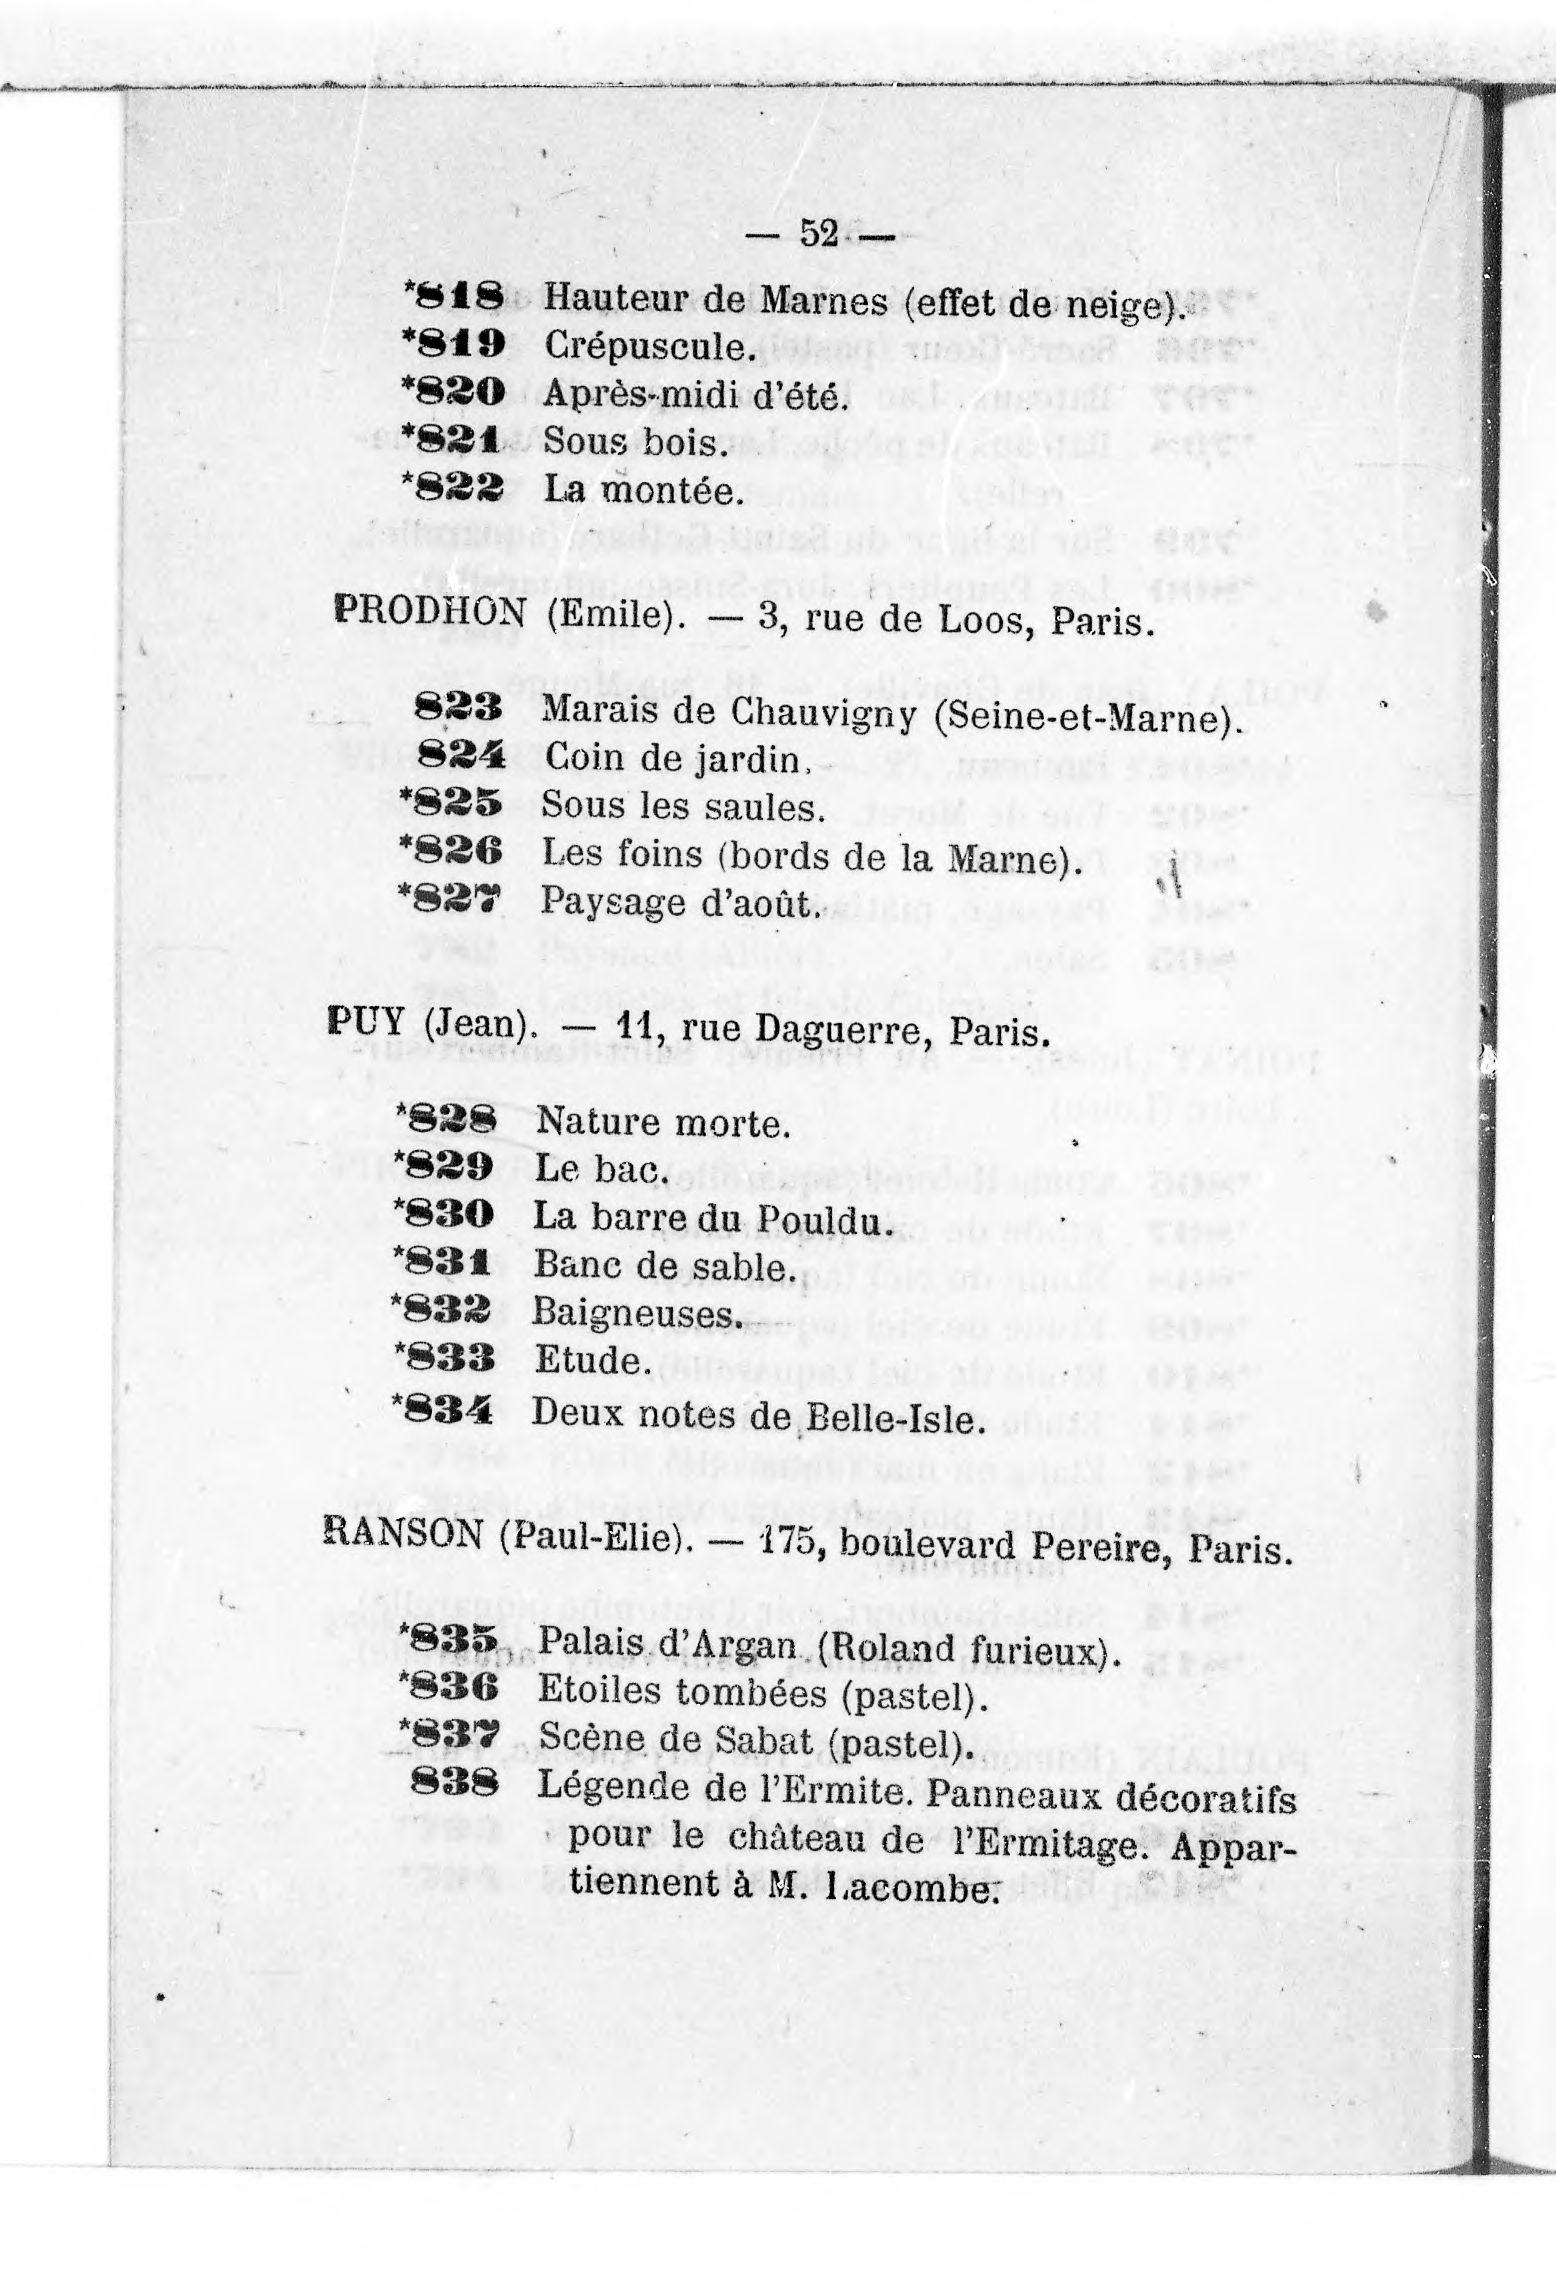 — 52 —
*818 Hauteur de Marnes (effet de neige).
*819 Crépuscule.
*820 Après-midi d'été.
*821 Sous bois.
*822 La montée.
PRODHON (Emile). — 3, rue de Loos, Paris.
823 Marais de Chauvigny (Seine-et-Marne).
824 Coin de jardin.
*825 Sous les saules.
*826 Les foins (bords de la Marne).
*827 Paysage d'août.
PUY (Jean). — 11, rue Daguerre, Paris.
*828 Nature morte.
*829 Le bac.
*830 La barre du Pouldu.
*831 Banc de sable.
*832 Baigneuses.
*833 Etude.
*834 Deux notes de Belle-Isle.
RANSON (Paul-Elie). — 175, boulevard Pereire, Paris.
*835 Palais d'Argan (Roland furieux).
*836 Etoiles tombées (pastel).
*837 Scène de Sabat (pastel).
838 Légende de l'Ermite. Panneaux décoratifs
pour le château de l'Ermitage. Appar-
tiennent à M. Lacombe.